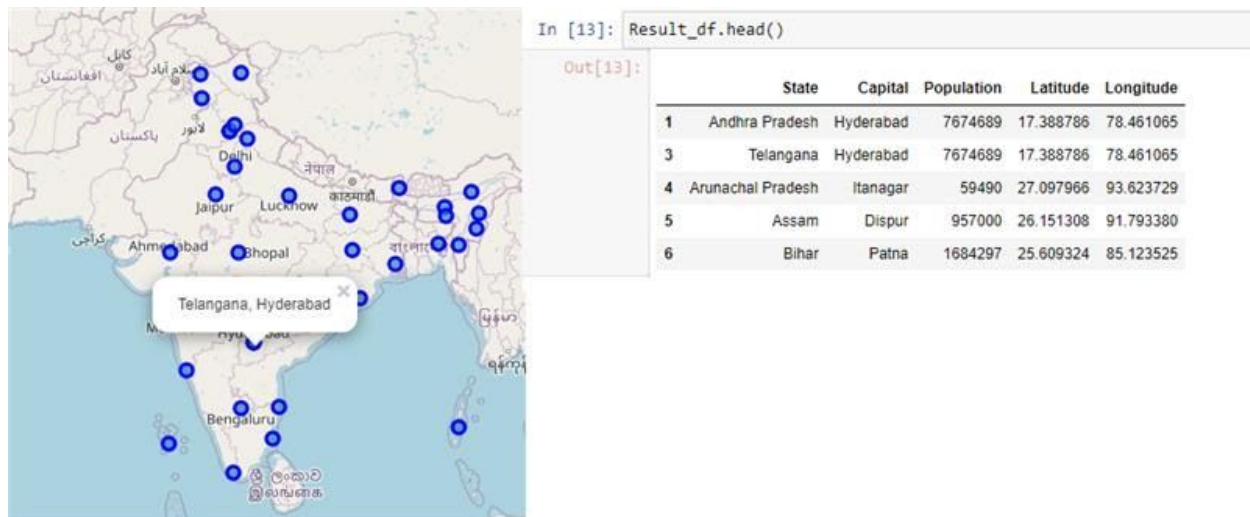 In [13]: Result_df.head()
Out[13]:
State Capital Population Latitude Longitude
1 Andhra Pradesh Hyderabad 7674689 17.388786 78.461065
3 Telangana Hyderabad 7674689 17.388786 78.461065
4 Arunachal Pradesh Itanagar 59490 27.097966 93.623729
5 Assam Dispur 957000 26.151308 91.793380
6 Bihar Patna 1684297 25.609324 85.123525
کابل
افغانستان
لاہور
پاکستان
Delhi
नेपाल
काठमाडौं
Jaipur
Lucknow
کراچی
Ahmedabad
Bhopal
Telangana, Hyderabad ×
Bengaluru
ශ්‍රී ලංකාව
இலங்கை